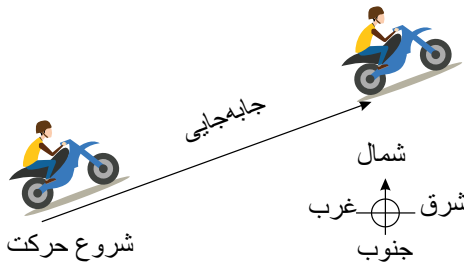 جابه‌جایی
شمال
غرب
شرق
جنوب
شروع حرکت